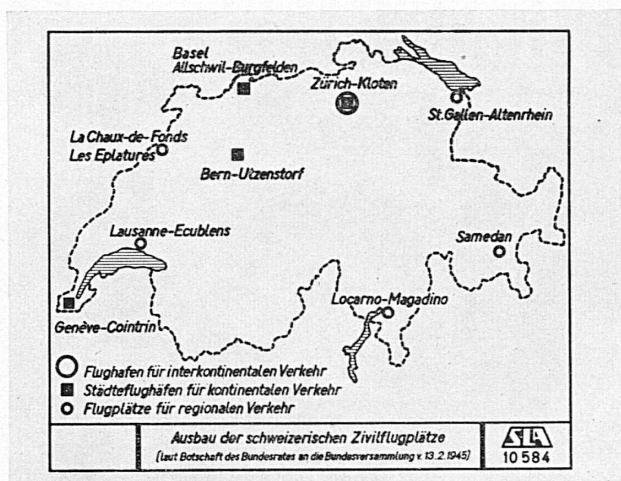 Basel
Allschwil-Burgfelden
Zürich-Kloten
St.Gallen-Altenrhein
La Chaux-de-Fonds
Les Eplatures
Bern-Utzenstorf
Lausanne-Ecublens
Samedan
Locarno-Magadino
Genève-Cointrin
Flughafen für interkontinentalen Verkehr
Städteflughäfen für kontinentalen Verkehr
Flugplätze für regionalen Verkehr
Ausbau der schweizerischen Zivilflugplätze
(laut Botschaft des Bundesrates an die Bundesversammlung v. 13.2.1945)
SLA
10584